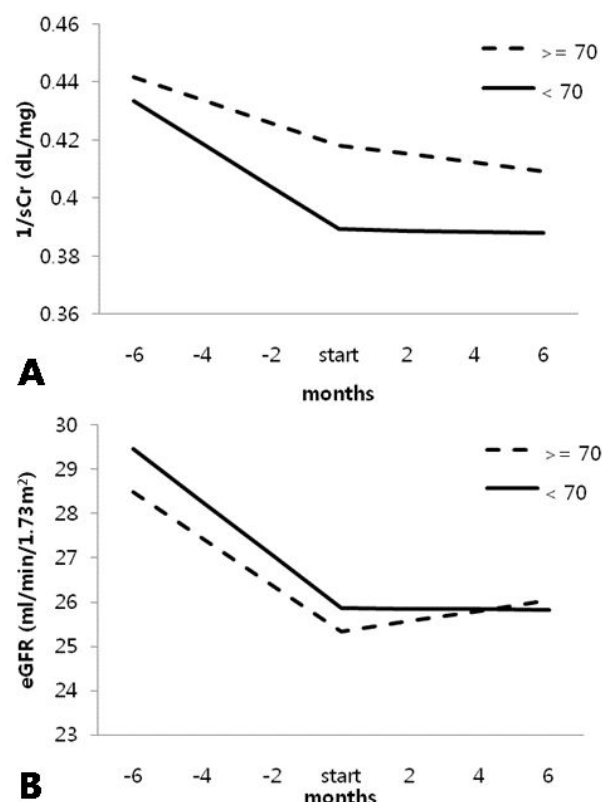 0.46
0.44
0.42
0.4
0.38
0.36
1/sCr (dL/mg)
>= 70
< 70
-6 -4 -2 start 2 4 6
months
A
30
29
28
27
26
25
24
23
eGFR (ml/min/1.73m²)
>= 70
< 70
-6 -4 -2 start 2 4 6
months
B